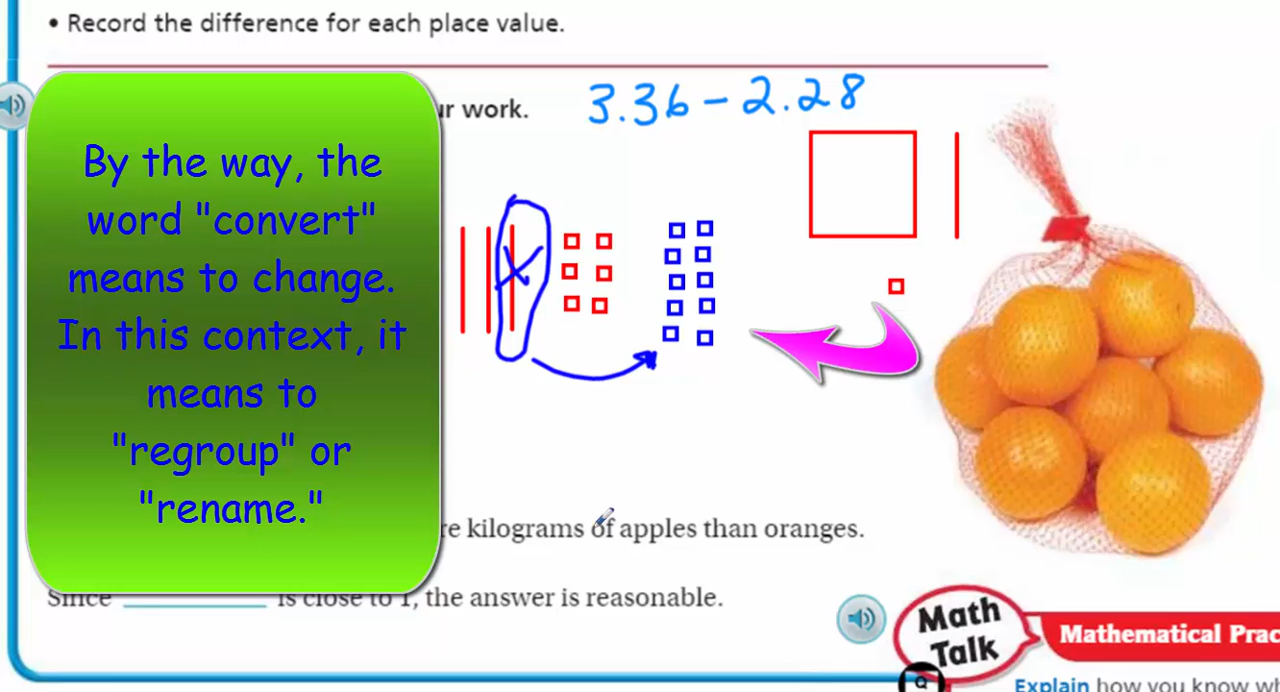 • Record the difference for each place value.
ur work. 3.36 - 2.28
By the way, the
word "convert"
means to change.
In this context, it
means to
"regroup" or
"rename."
re kilograms of apples than oranges.
Since ____________ is close to 1, the answer is reasonable.
Math
Talk
Mathematical Prac
Q
Explain how you know wh